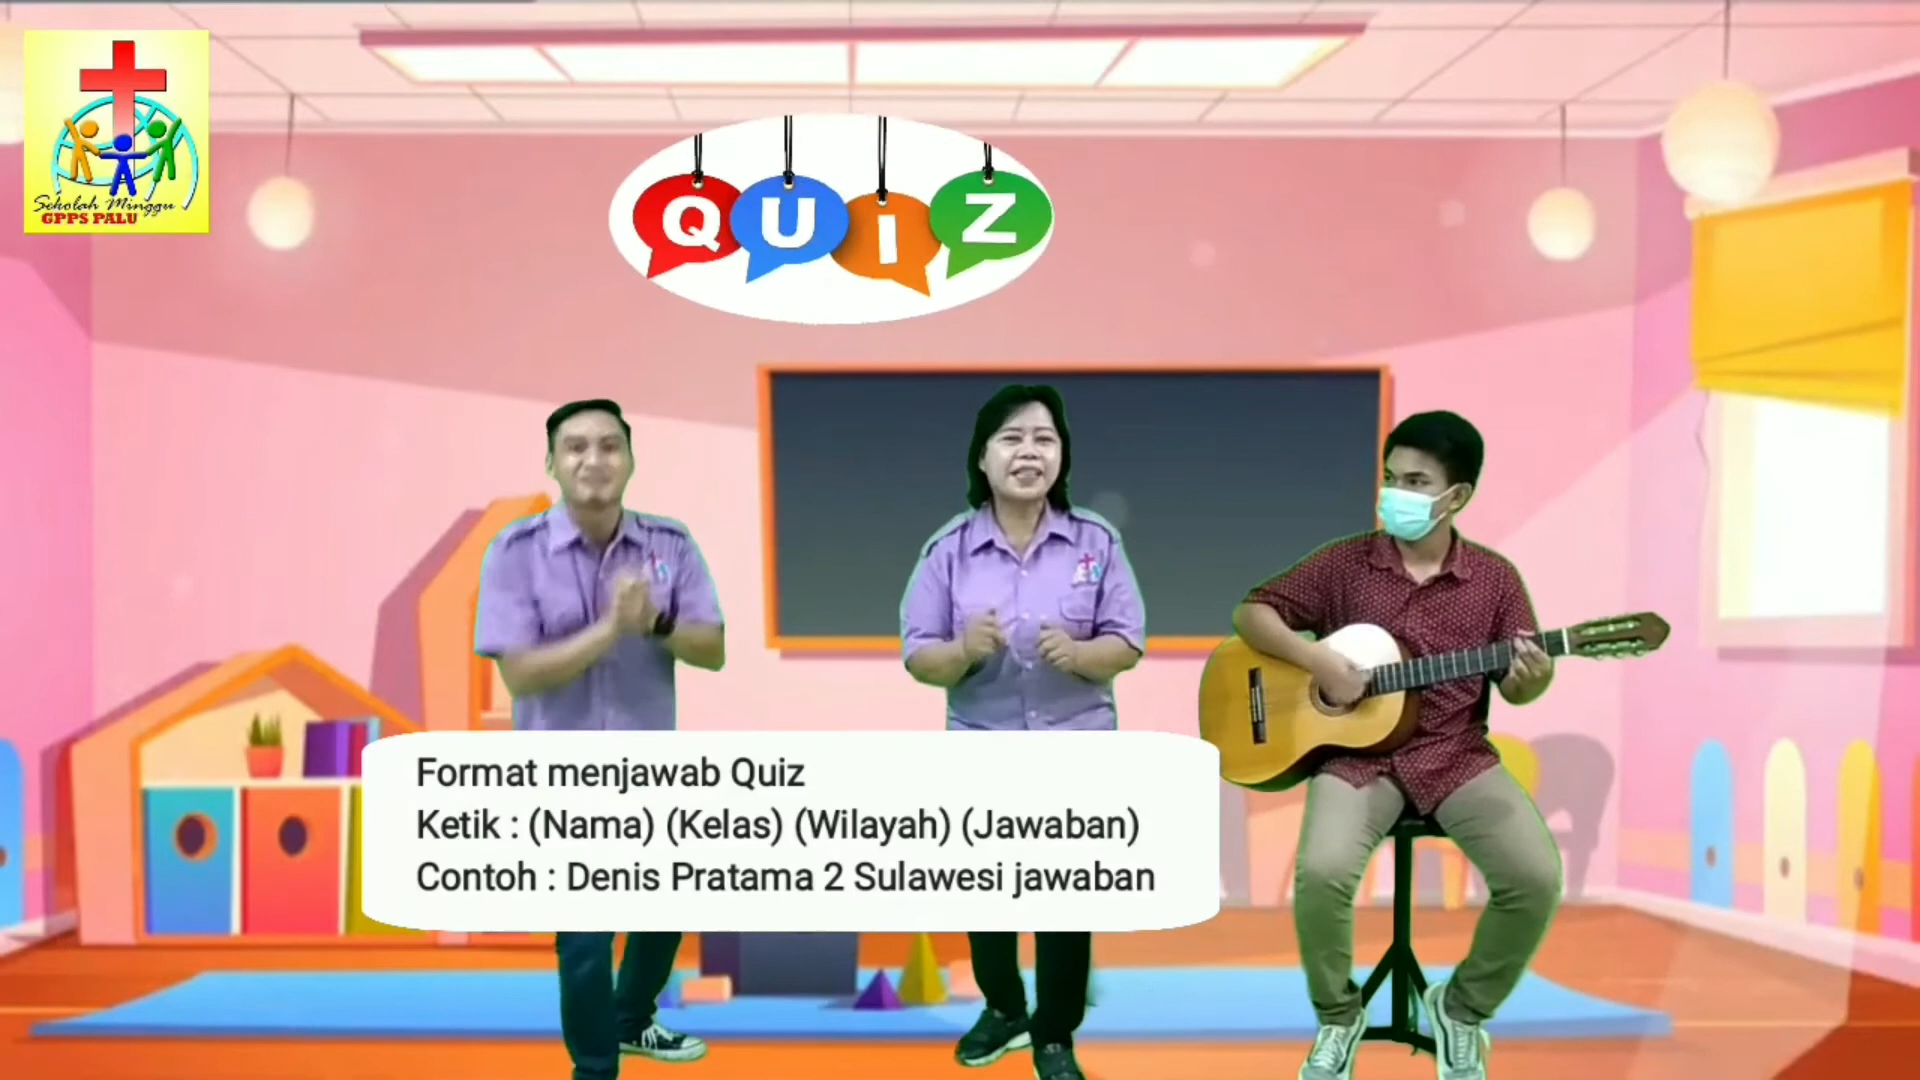 Sekolah Minggu
GPPS PALU
QUIZ
Format menjawab Quiz
Ketik : (Nama) (Kelas) (Wilayah) (Jawaban)
Contoh : Denis Pratama 2 Sulawesi jawaban